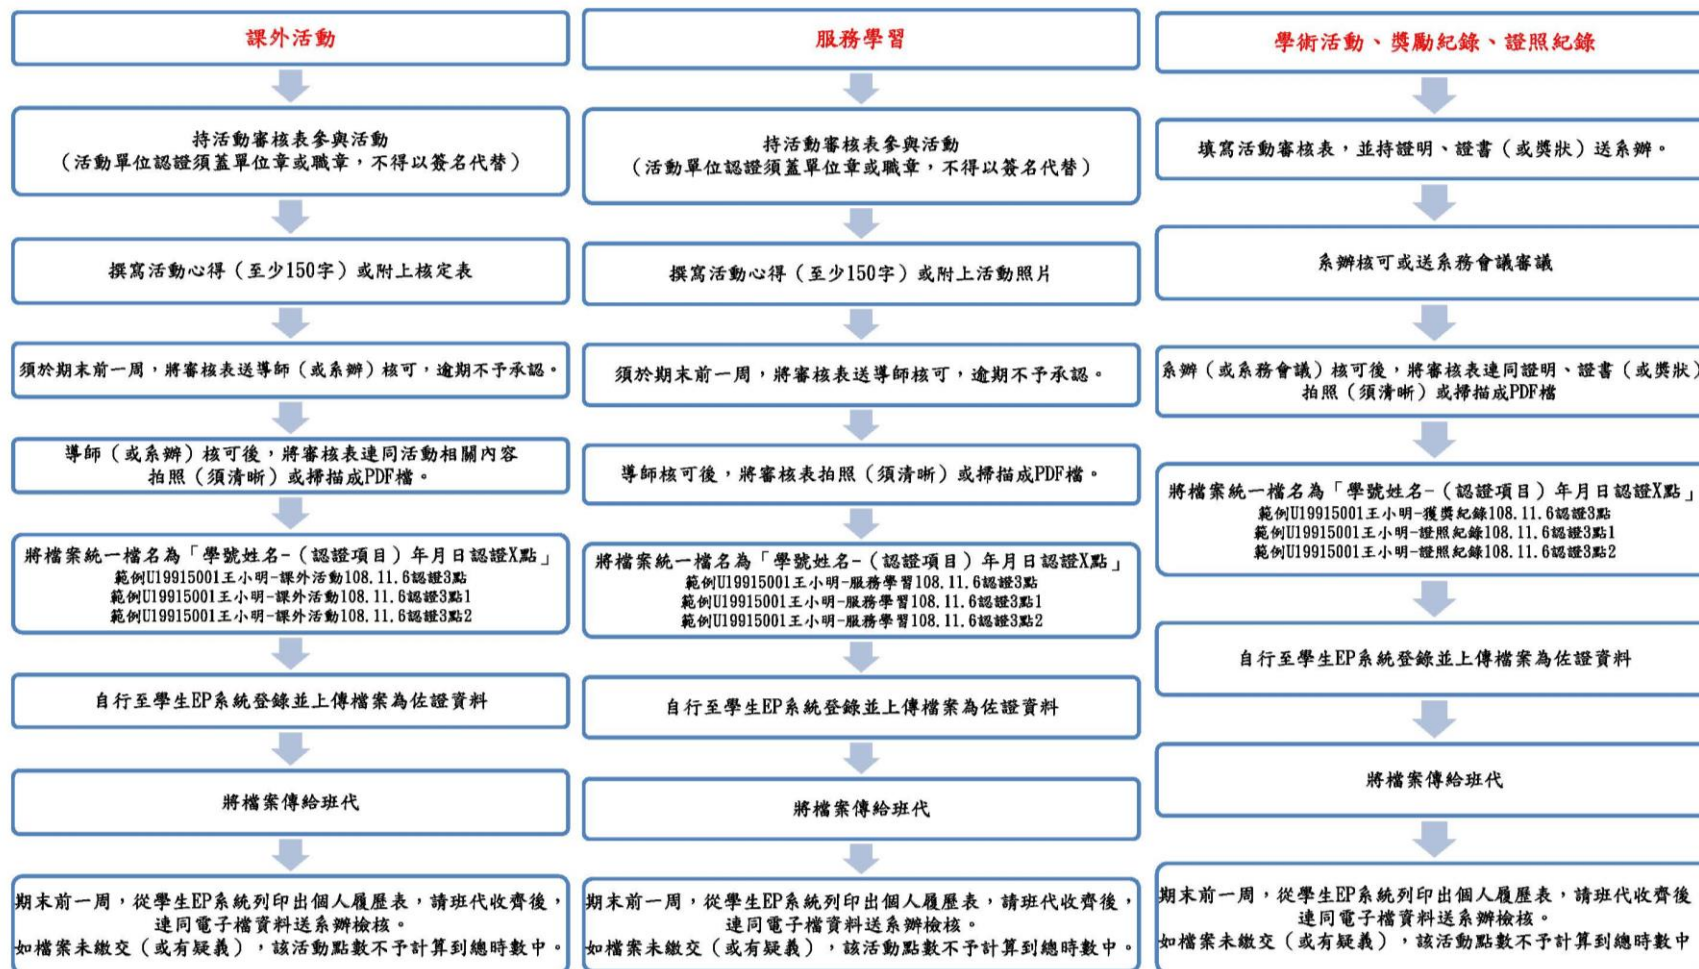 課外活動
持活動審核表參與活動
（活動單位認證須蓋單位章或職章，不得以簽名代替）
撰寫活動心得（至少150字）或附上核定表
須於期末前一周，將審核表送導師（或系辦）核可，逾期不予承認。
導師（或系辦）核可後，將審核表連同活動相關內容
拍照（須清晰）或掃描成PDF檔。
將檔案統一檔名為「學號姓名-（認證項目）年月日認證X點」
範例U19915001王小明-課外活動108.11.6認證3點
範例U19915001王小明-課外活動108.11.6認證3點1
範例U19915001王小明-課外活動108.11.6認證3點2
自行至學生EP系統登錄並上傳檔案為佐證資料
將檔案傳給班代
期末前一周，從學生EP系統列印出個人履歷表，請班代收齊後，
連同電子檔資料送系辦檢核。
如檔案未繳交（或有疑義），該活動點數不予計算到總時數中。
服務學習
持活動審核表參與活動
（活動單位認證須蓋單位章或職章，不得以簽名代替）
撰寫活動心得（至少150字）或附上活動照片
須於期末前一周，將審核表送導師核可，逾期不予承認。
導師核可後，將審核表拍照（須清晰）或掃描成PDF檔。
將檔案統一檔名為「學號姓名-（認證項目）年月日認證X點」
範例U19915001王小明-服務學習108.11.6認證3點
範例U19915001王小明-服務學習108.11.6認證3點1
範例U19915001王小明-服務學習108.11.6認證3點2
自行至學生EP系統登錄並上傳檔案為佐證資料
將檔案傳給班代
期末前一周，從學生EP系統列印出個人履歷表，請班代收齊後，
連同電子檔資料送系辦檢核。
如檔案未繳交（或有疑義），該活動點數不予計算到總時數中。
學術活動、獎勵紀錄、證照紀錄
填寫活動審核表，並持證明、證書（或獎狀）送系辦。
系辦核可或送系務會議審議
系辦（或系務會議）核可後，將審核表連同證明、證書（或獎狀）
拍照（須清晰）或掃描成PDF檔
將檔案統一檔名為「學號姓名-（認證項目）年月日認證X點」
範例U19915001王小明-獲獎紀錄108.11.6認證3點
範例U19915001王小明-證照紀錄108.11.6認證3點1
範例U19915001王小明-證照紀錄108.11.6認證3點2
自行至學生EP系統登錄並上傳檔案為佐證資料
將檔案傳給班代
期末前一周，從學生EP系統列印出個人履歷表，請班代收齊後
連同電子檔資料送系辦檢核。
如檔案未繳交（或有疑義），該活動點數不予計算到總時數中